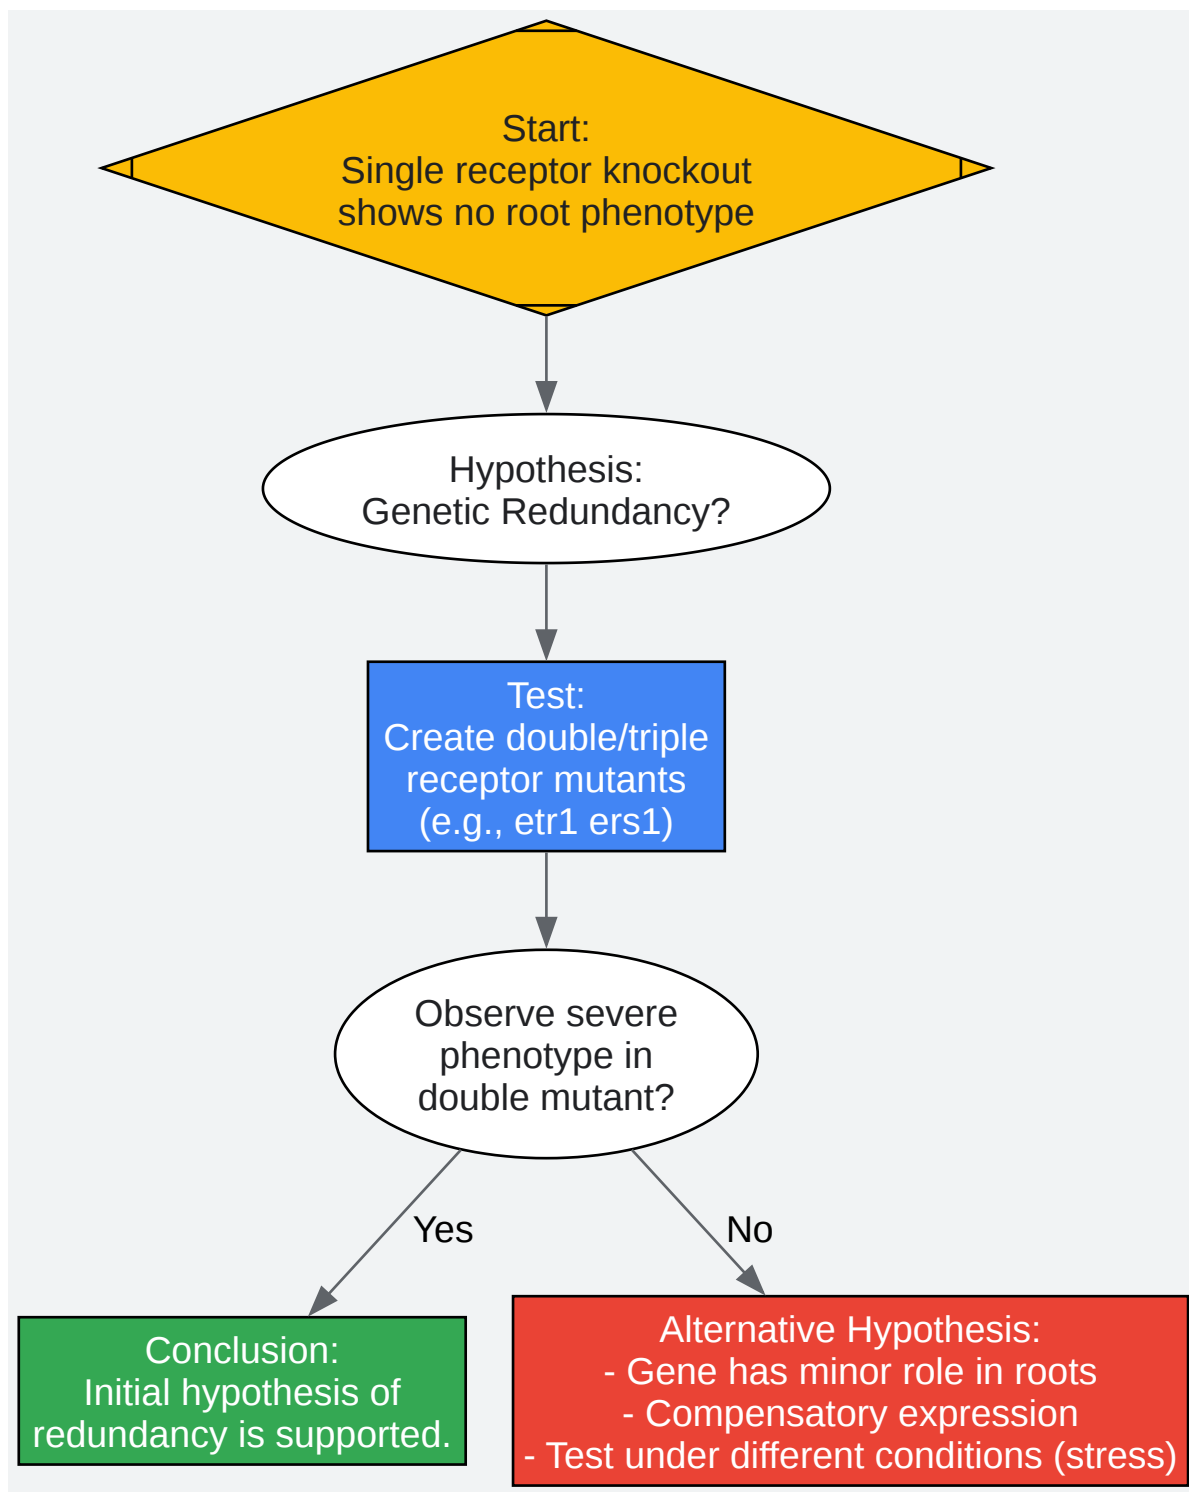 Start:
Single receptor knockout
shows no root phenotype
Hypothesis:
Genetic Redundancy?
Test:
Create double/triple
receptor mutants
(e.g., etr1 ers1)
Observe severe
phenotype in
double mutant?
Yes
No
Conclusion:
Initial hypothesis of
redundancy is supported.
Alternative Hypothesis:
- Gene has minor role in roots
- Compensatory expression
- Test under different conditions (stress)